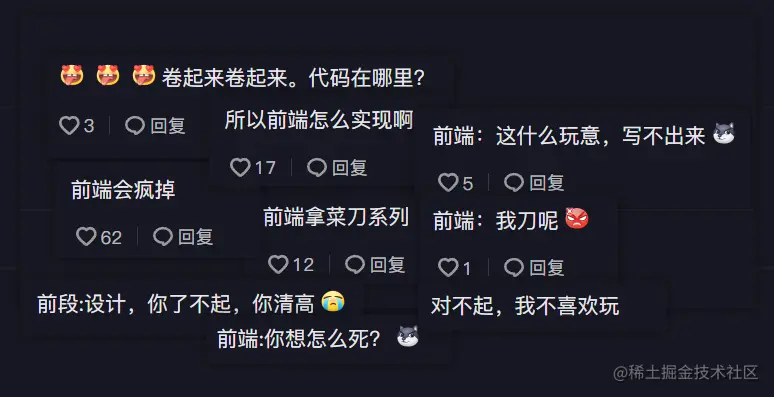 卷起来卷起来。代码在哪里？
3 回复
所以前端怎么实现啊
17 回复
前端：这什么玩意，写不出来
5 回复
前端会疯掉
62 回复
前端拿菜刀系列
12 回复
前端：我刀呢
1 回复
前段:设计，你了不起，你清高
对不起，我不喜欢玩
前端:你想怎么死？
@稀土掘金技术社区